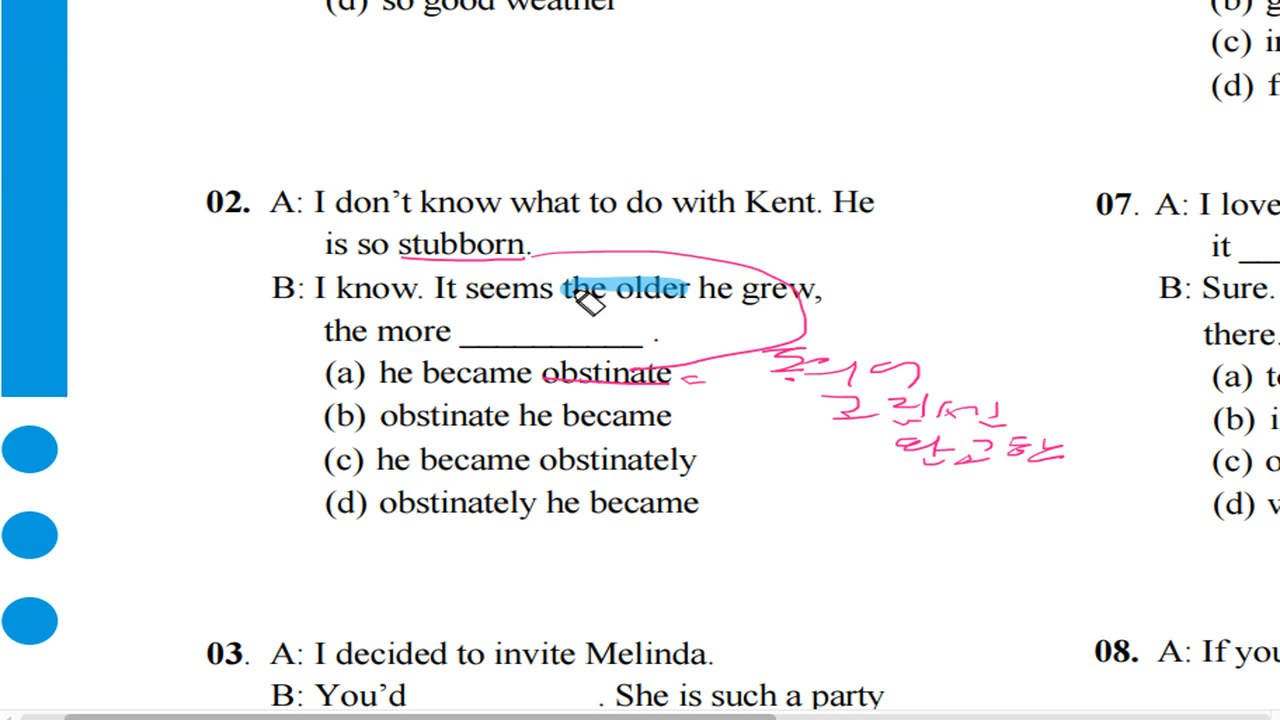 (d) so good weather
02. A: I don't know what to do with Kent. He
is so stubborn.
B: I know. It seems the older he grew,
the more __________ .
(a) he became obstinate =
(b) obstinate he became
(c) he became obstinately
(d) obstinately he became
고집센
완고한
03. A: I decided to invite Melinda.
B: You'd __________ . She is such a party
(c) i
(d) f
07. A: I love
it __
B: Sure.
there.
(a) t
(b) i
(c) o
(d) v
08. A: If you